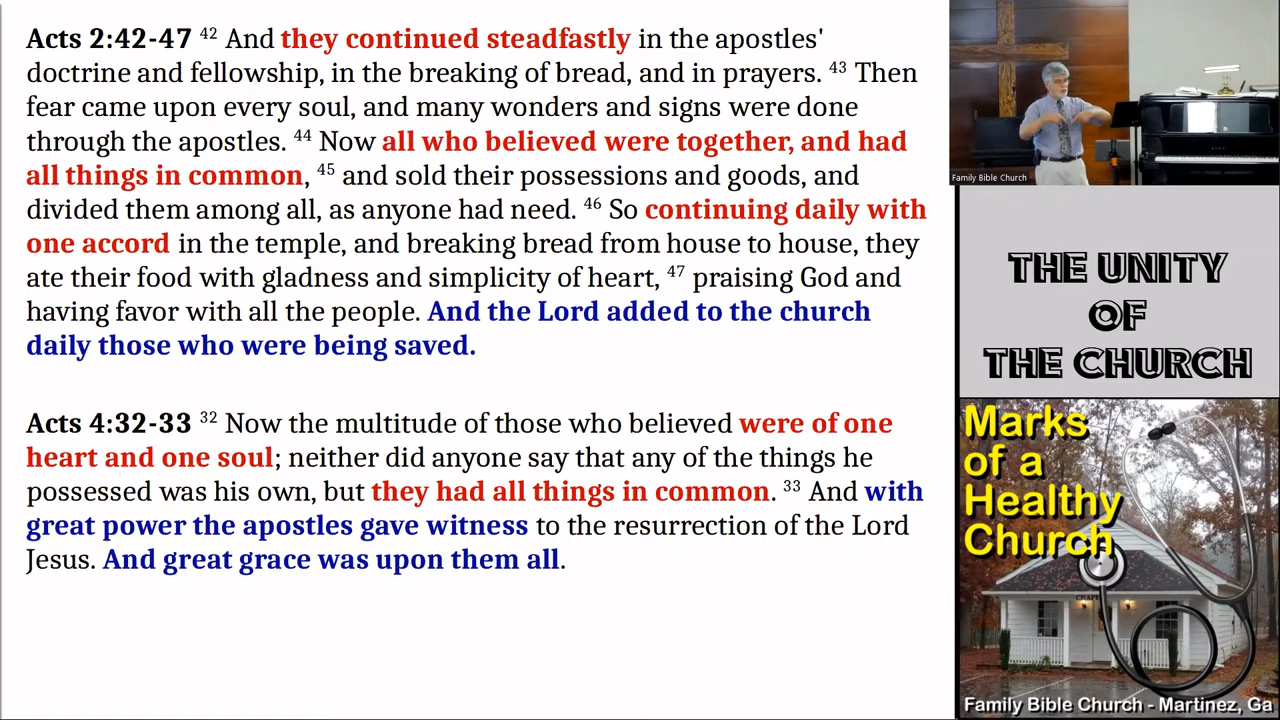 Acts 2:42-47 42 And they continued steadfastly in the apostles'
doctrine and fellowship, in the breaking of bread, and in prayers. 43 Then
fear came upon every soul, and many wonders and signs were done
through the apostles. 44 Now all who believed were together, and had
all things in common, 45 and sold their possessions and goods, and
divided them among all, as anyone had need. 46 So continuing daily with
one accord in the temple, and breaking bread from house to house, they
ate their food with gladness and simplicity of heart, 47 praising God and
having favor with all the people. And the Lord added to the church
daily those who were being saved.
Acts 4:32-33 32 Now the multitude of those who believed were of one
heart and one soul; neither did anyone say that any of the things he
possessed was his own, but they had all things in common. 33 And with
great power the apostles gave witness to the resurrection of the Lord
Jesus. And great grace was upon them all.
Family Bible Church
THE UNITY
OF
THE CHURCH
Marks
of a
Healthy
Church
CHAPEL
Family Bible Church - Martinez, Ga